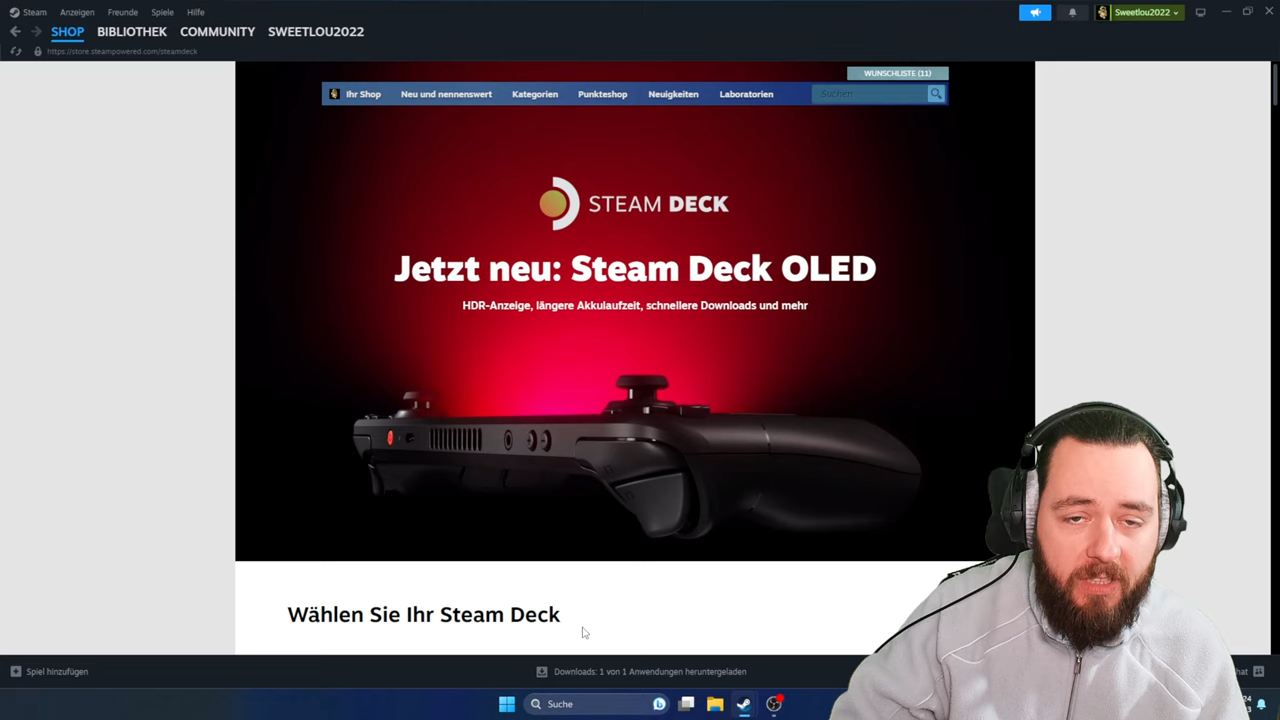 Steam Anzeigen Freunde Spiele Hilfe Sweetlou2022
SHOP BIBLIOTHEK COMMUNITY SWEETLOU2022
https://store.steampowered.com/steamdeck
WUNSCHLISTE (11)
Ihr Shop Neu und nennenswert Kategorien Punkteshop Neuigkeiten Laboratorien Suchen
STEAM DECK
Jetzt neu: Steam Deck OLED
HDR-Anzeige, längere Akkulaufzeit, schnellere Downloads und mehr
Wählen Sie Ihr Steam Deck
Spiel hinzufügen Downloads: 1 von 1 Anwendungen heruntergeladen
Suche